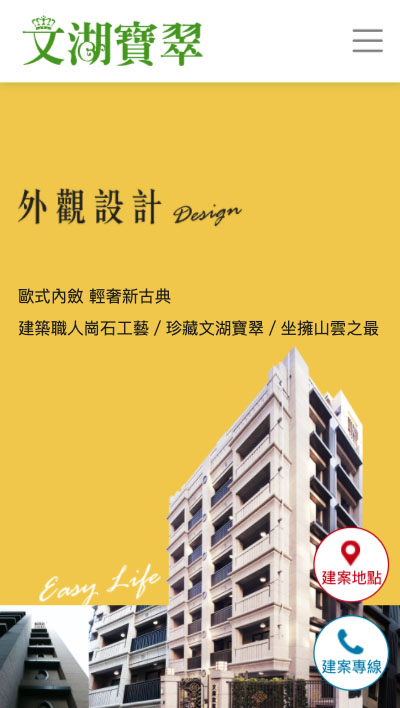 文湖寶翠
外觀設計 Design
歐式內斂 輕奢新古典
建築職人崗石工藝 / 珍藏文湖寶翠 / 坐擁山雲之最
Easy Life
建案地點
建案專線